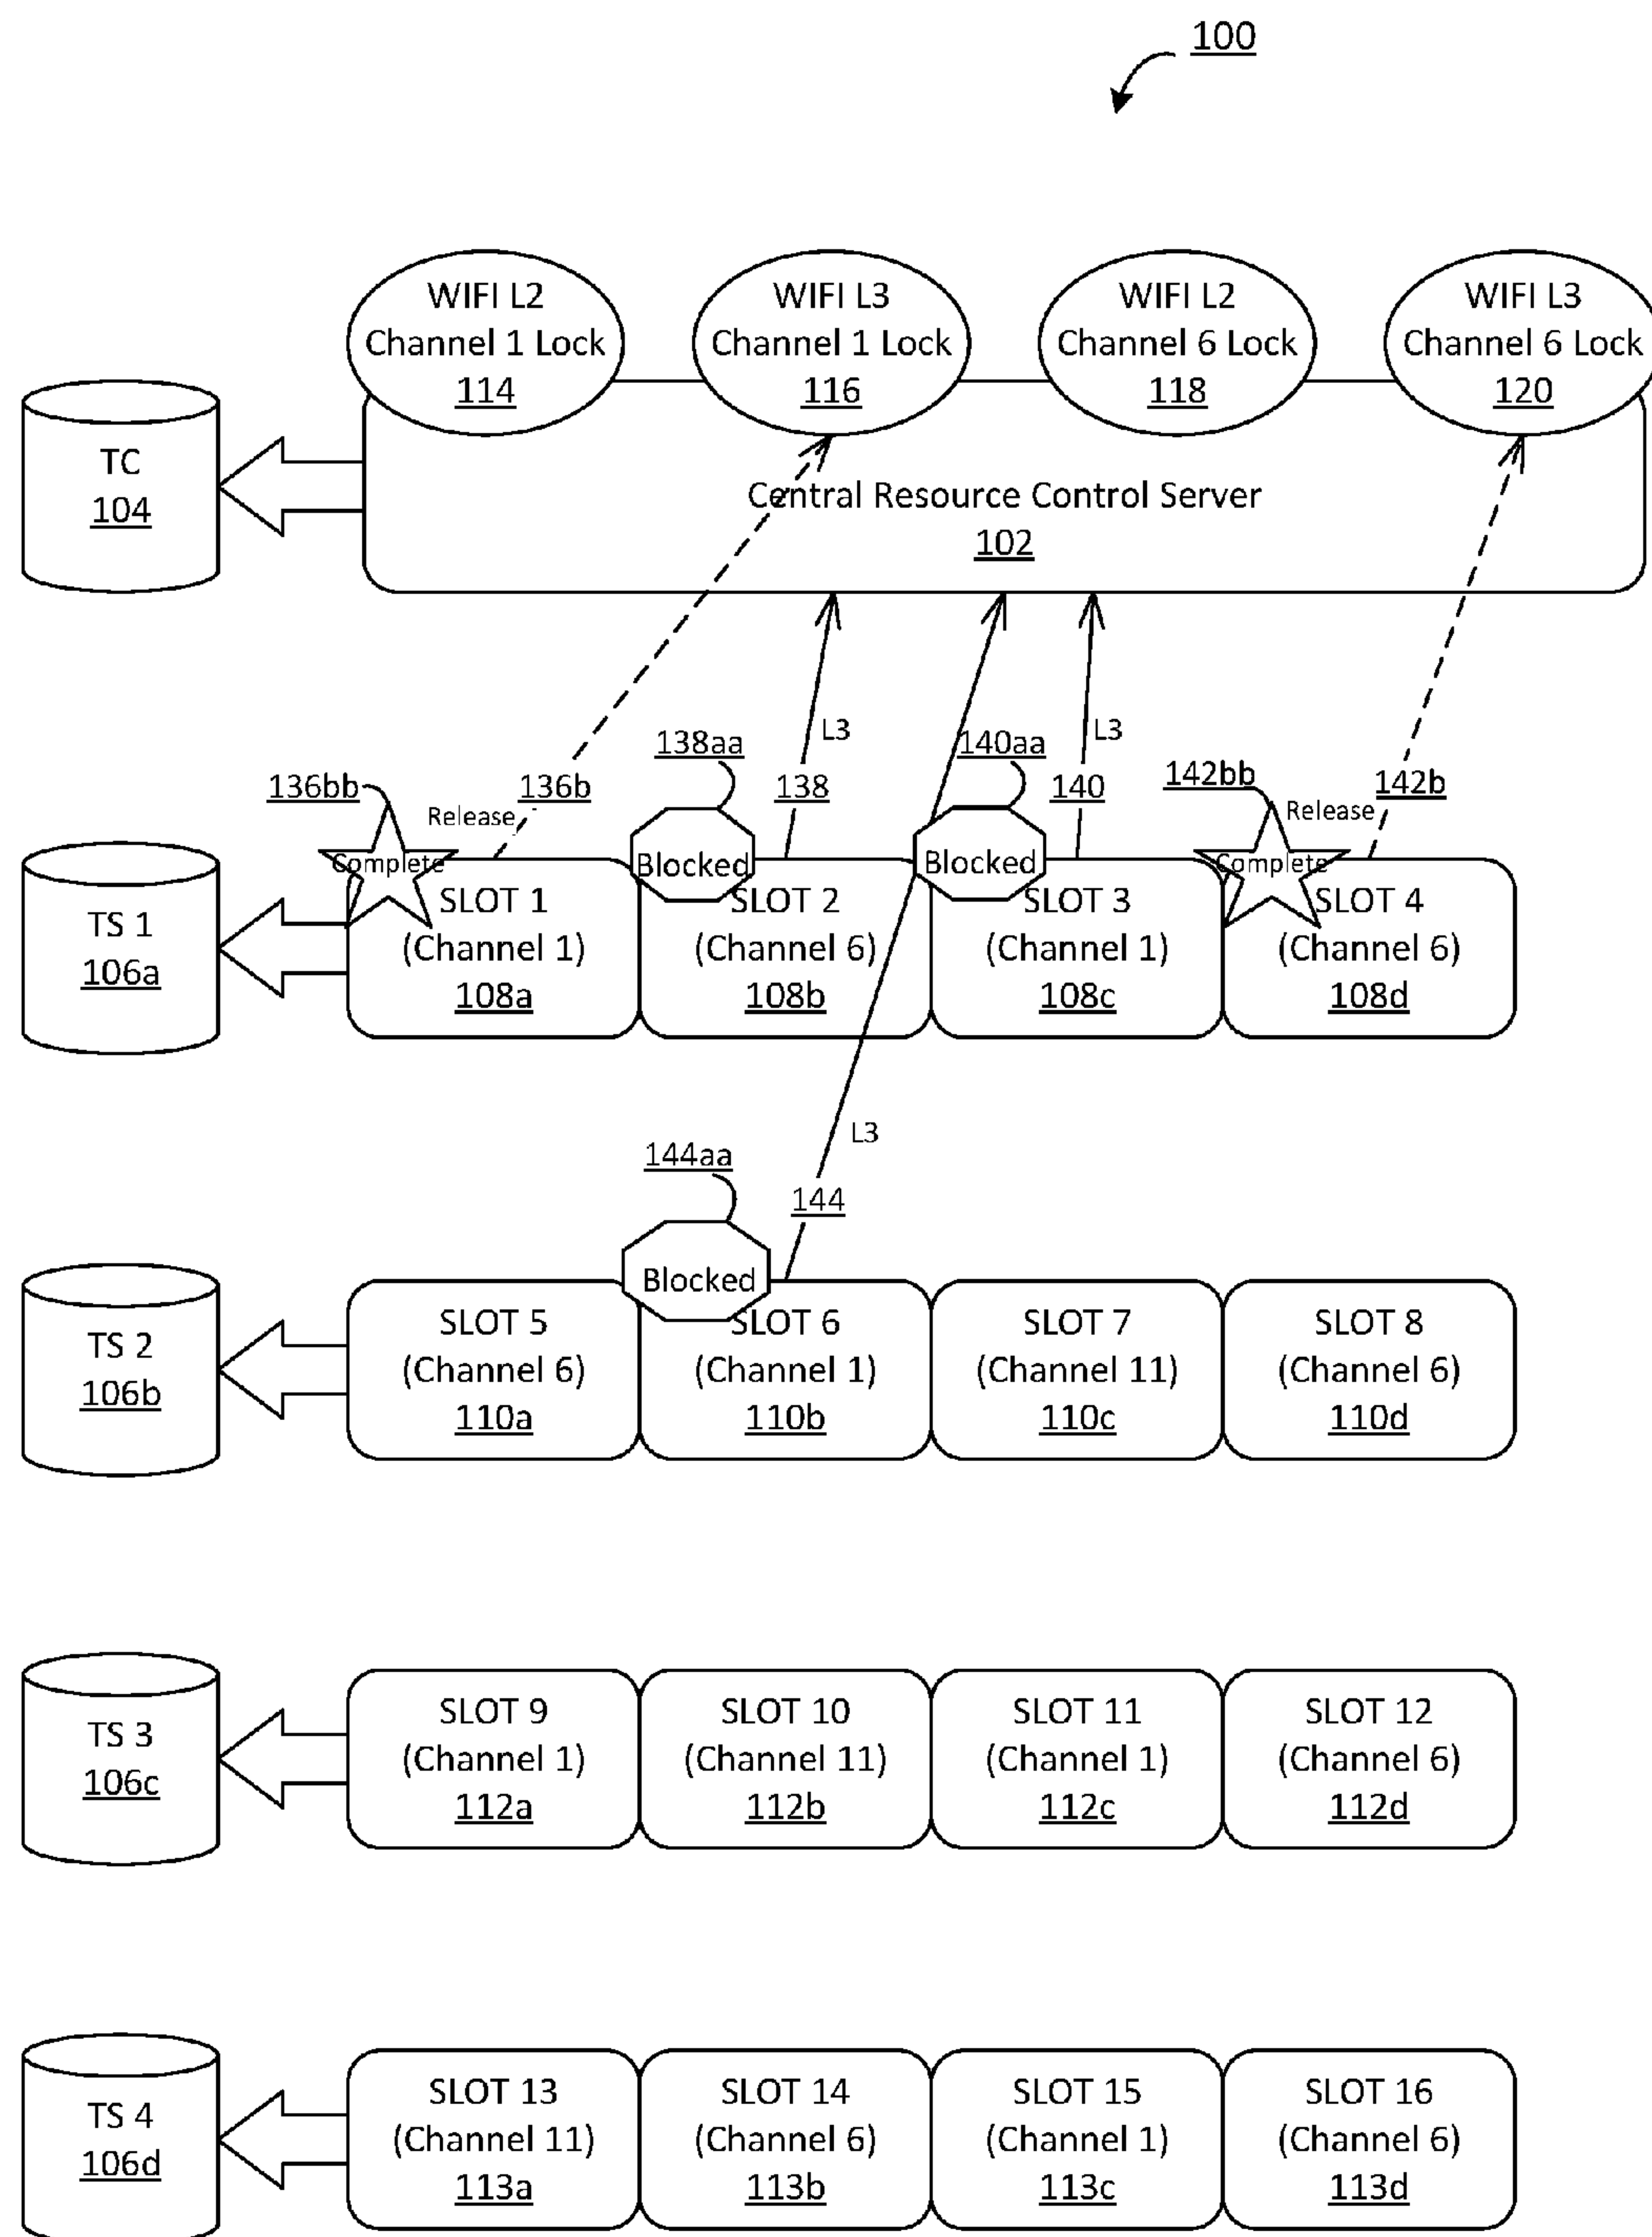 100
WIFI L2
Channel 1 Lock
114
WIFI L3
Channel 1 Lock
116
WIFI L2
Channel 6 Lock
118
WIFI L3
Channel 6 Lock
120
TC
104
Central Resource Control Server
102
L3
L3
138aa
140aa
136bb
136b
138
140
142bb
142b
Release
Release
Complete
Blocked
Blocked
Complete
TS 1
106a
SLOT 1
(Channel 1)
108a
SLOT 2
(Channel 6)
108b
SLOT 3
(Channel 1)
108c
SLOT 4
(Channel 6)
108d
L3
144aa
144
Blocked
TS 2
106b
SLOT 5
(Channel 6)
110a
SLOT 6
(Channel 1)
110b
SLOT 7
(Channel 11)
110c
SLOT 8
(Channel 6)
110d
TS 3
106c
SLOT 9
(Channel 1)
112a
SLOT 10
(Channel 11)
112b
SLOT 11
(Channel 1)
112c
SLOT 12
(Channel 6)
112d
TS 4
106d
SLOT 13
(Channel 11)
113a
SLOT 14
(Channel 6)
113b
SLOT 15
(Channel 1)
113c
SLOT 16
(Channel 6)
113d